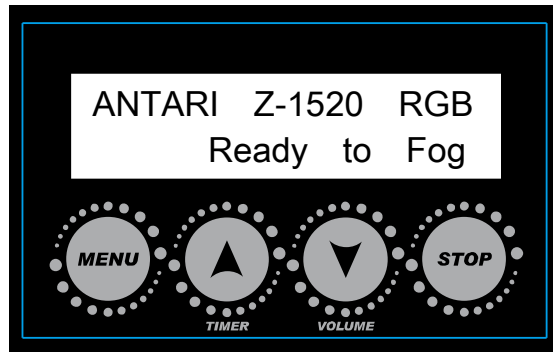 ANTARI Z-1520 RGB
Ready to Fog
MENU
STOP
TIMER
VOLUME